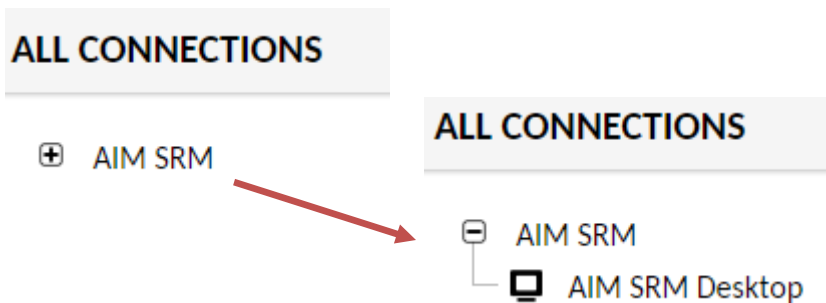 ALL CONNECTIONS
AIM SRM
ALL CONNECTIONS
AIM SRM
AIM SRM Desktop